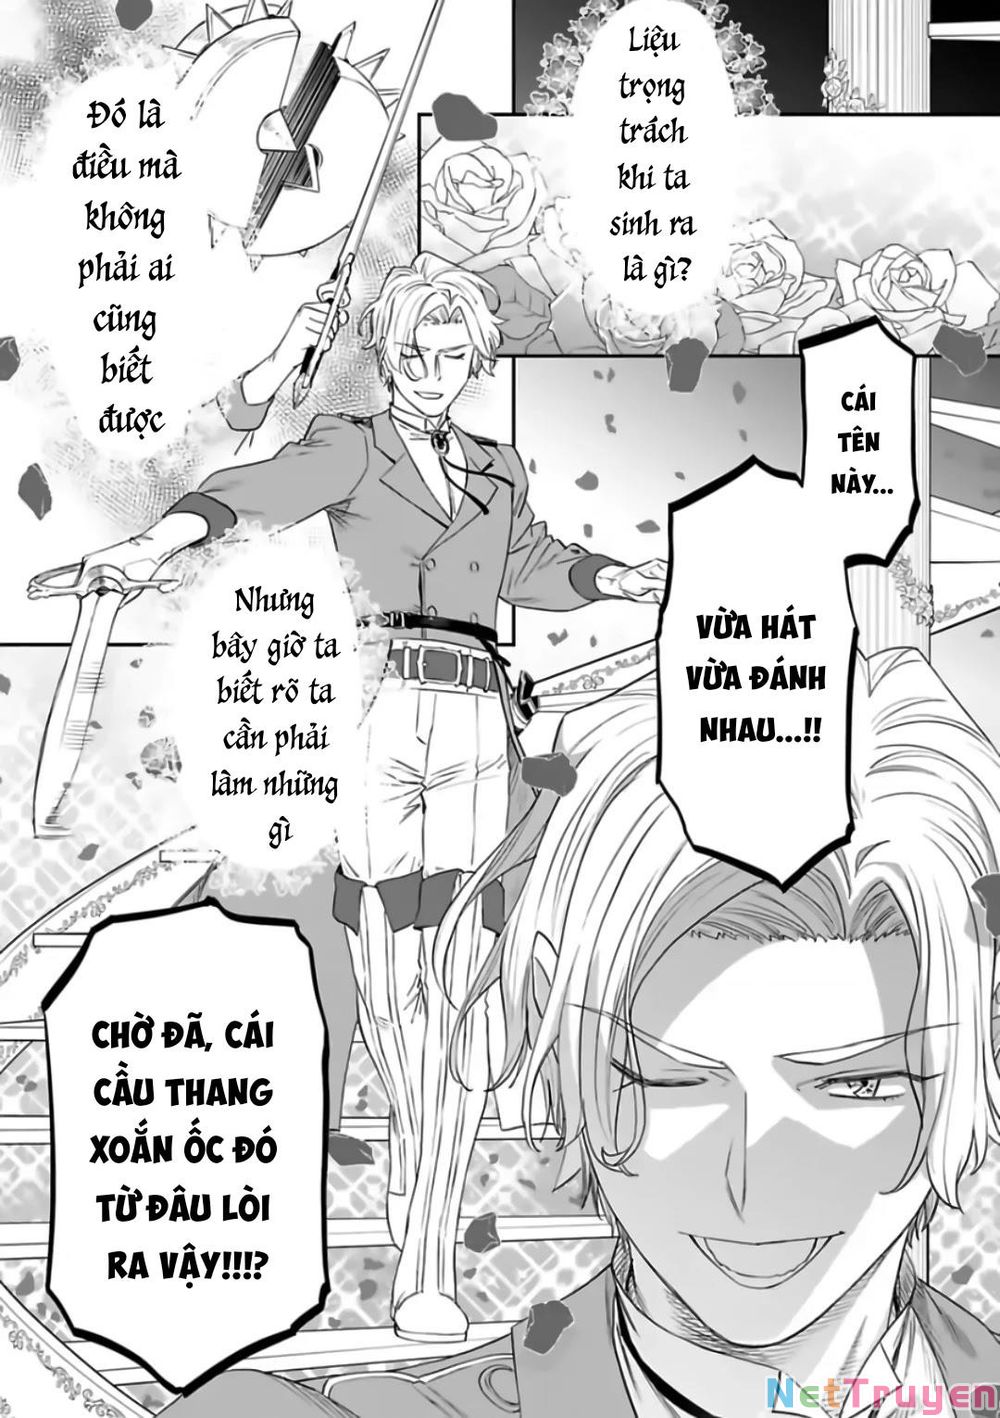 Liệu
trọng
trách
khi ta
sinh ra
là gì?
Đó là
điều mà
không
phải ai
cũng
biết
được
CÁI
TÊN
NÀY...
VỪA HÁT
VỪA ĐÁNH
NHAU...!!
Nhưng
bây giờ ta
biết rõ ta
cần phải
làm những
gì
CHỜ ĐÃ, CÁI
CẦU THANG
XOẮN ỐC ĐÓ
TỪ ĐÂU LÒI
RA VẬY!!!!?
NetTruyen